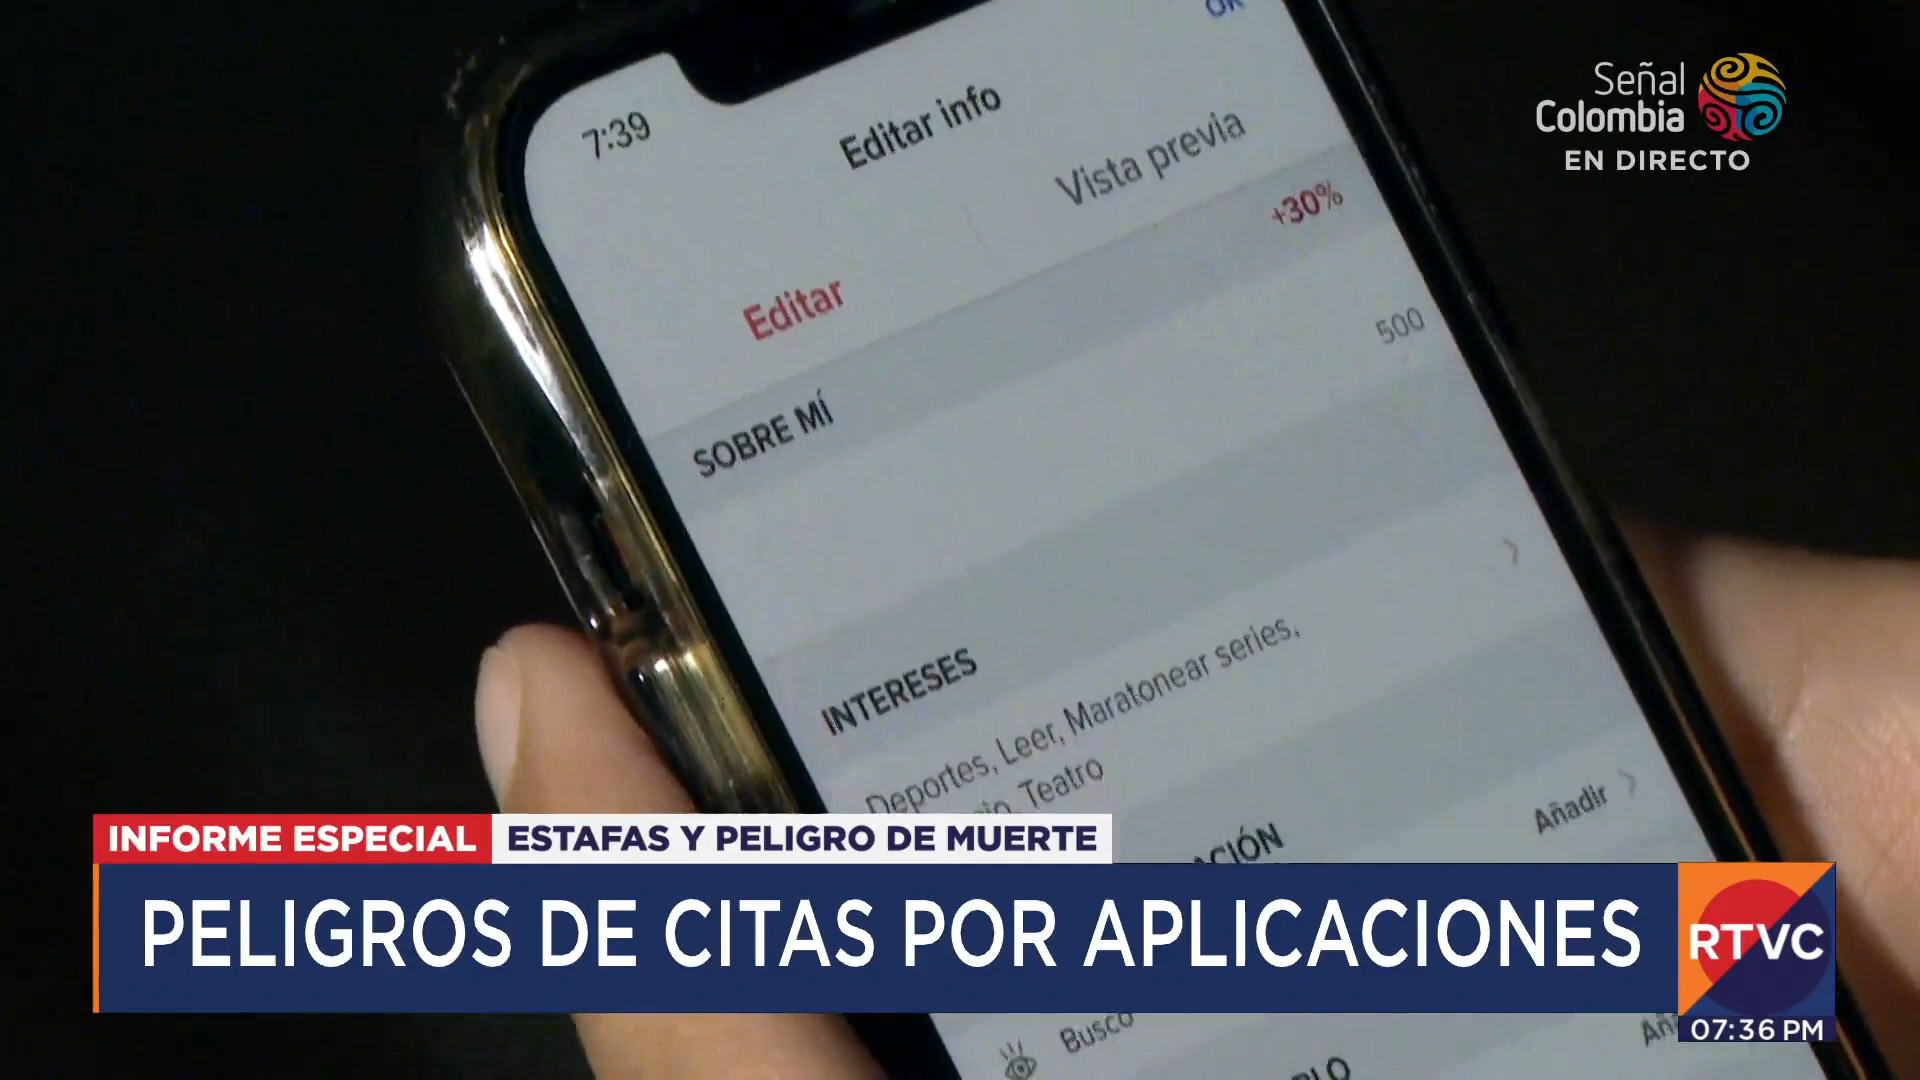 OK
Señal
Colombia
EN DIRECTO
7:39
Editar info
Editar
Vista previa
SOBRE MÍ
+30%
500
INTERESES
Deportes, Leer, Maratonear series,
Teatro
Añadir
INFORME ESPECIAL
ESTAFAS Y PELIGRO DE MUERTE
PELIGROS DE CITAS POR APLICACIONES
RTVC
07:36 PM
Busco